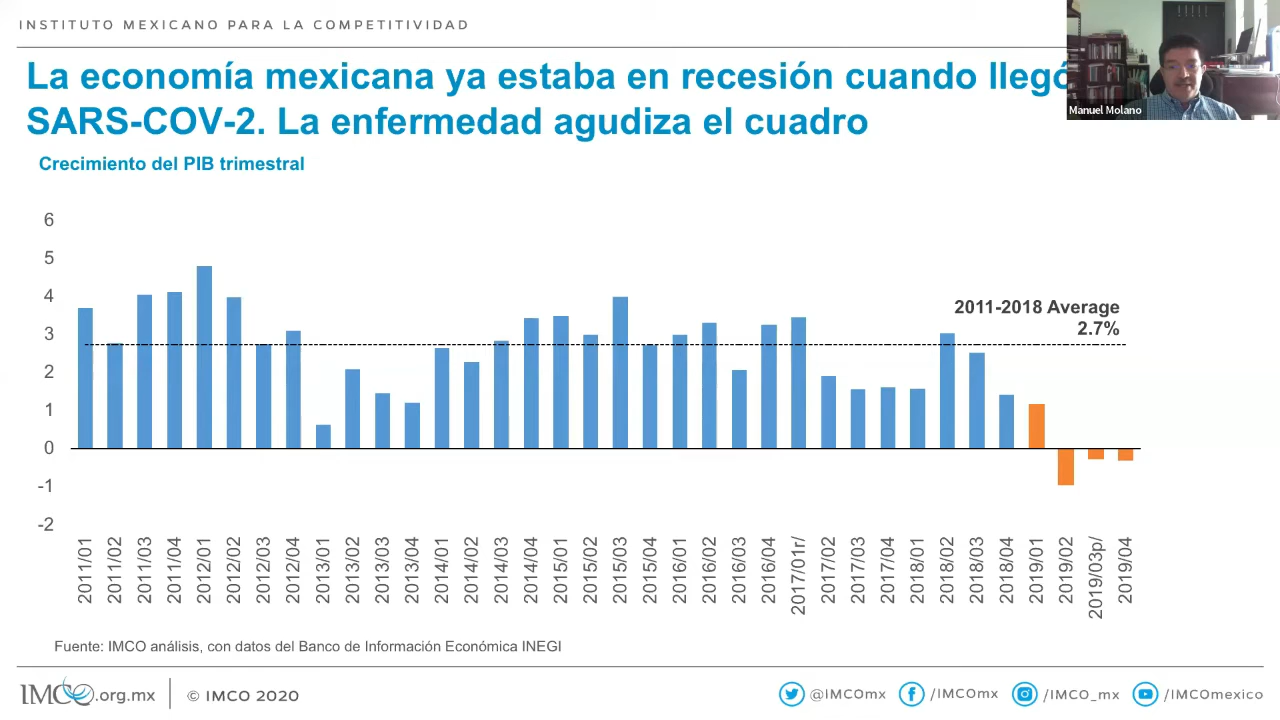 INSTITUTO MEXICANO PARA LA COMPETITIVIDAD
La economía mexicana ya estaba en recesión cuando llegó
SARS-COV-2. La enfermedad agudiza el cuadro
Manuel Molano
Crecimiento del PIB trimestral
6
5
4
3
2
1
0
-1
-2
2011-2018 Average
2.7%
2011/01
2011/02
2011/03
2011/04
2012/01
2012/02
2012/03
2012/04
2013/01
2013/02
2013/03
2013/04
2014/01
2014/02
2014/03
2014/04
2015/01
2015/02
2015/03
2015/04
2016/01
2016/02
2016/03
2016/04
2017/01r/
2017/02
2017/03
2017/04
2018/01
2018/02
2018/03
2018/04
2019/01
2019/02
2019/03p/
2019/04
Fuente: IMCO análisis, con datos del Banco de Información Económica INEGI
IMCO.org.mx
© IMCO 2020
@IMCOmx
/IMCOmx
/IMCO_mx
/IMCOmexico